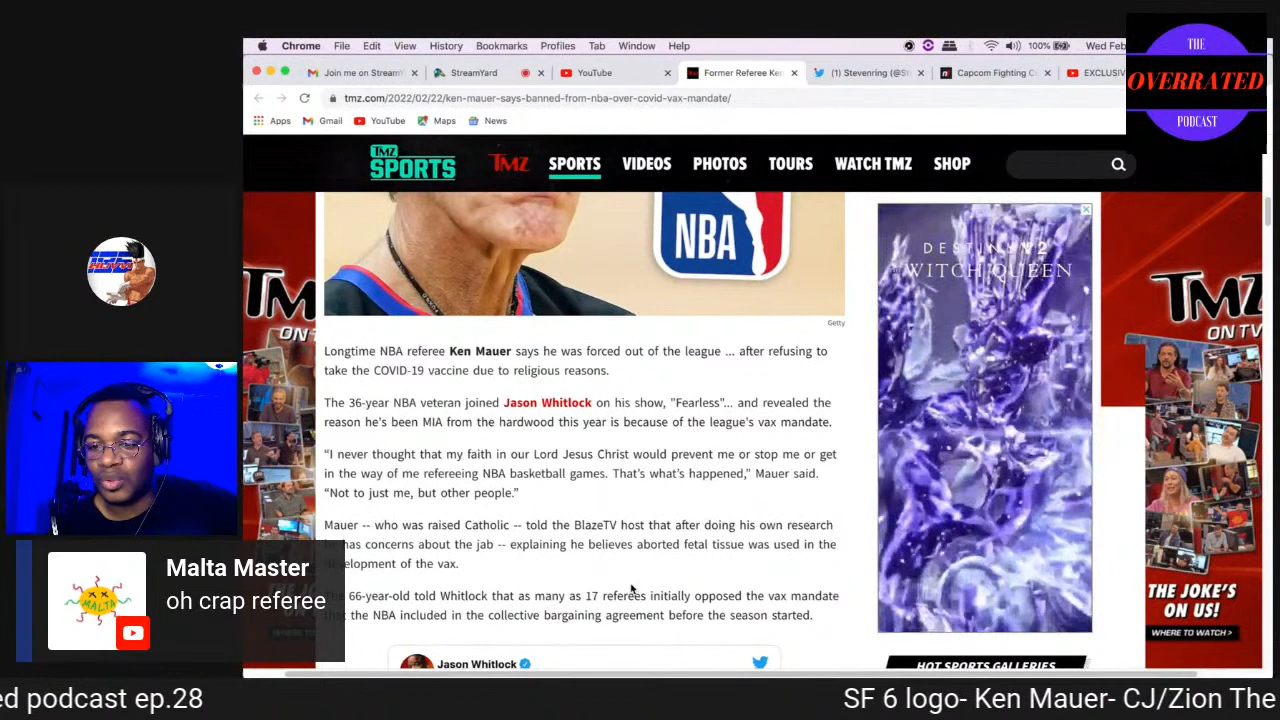 Chrome File Edit View History Bookmarks Profiles Tab Window Help 100% Wed Feb
Join me on StreamY StreamYard YouTube Former Referee Ken (1) Stevenring (@St Capcom Fighting C EXCLUSIV
tmz.com/2022/02/22/ken-mauer-says-banned-from-nba-over-covid-vax-mandate/
Apps Gmail YouTube Maps News
THE
OVERRATED
PODCAST
TMZ
SPORTS
TMZ SPORTS VIDEOS PHOTOS TOURS WATCH TMZ SHOP
NBA
Getty
DESTINY 2
WITCH QUEEN
TMZ
ON TV
THE JOKE'S
ON US!
WHERE TO WATCH >
Longtime NBA referee Ken Mauer says he was forced out of the league ... after refusing to
take the COVID-19 vaccine due to religious reasons.
The 36-year NBA veteran joined Jason Whitlock on his show, "Fearless"... and revealed the
reason he's been MIA from the hardwood this year is because of the league's vax mandate.
“I never thought that my faith in our Lord Jesus Christ would prevent me or stop me or get
in the way of me refereeing NBA basketball games. That’s what’s happened,” Mauer said.
“Not to just me, but other people.”
Mauer -- who was raised Catholic -- told the BlazeTV host that after doing his own research
has concerns about the jab -- explaining he believes aborted fetal tissue was used in the
development of the vax.
66-year-old told Whitlock that as many as 17 referees initially opposed the vax mandate
the NBA included in the collective bargaining agreement before the season started.
Jason Whitlock
HOT SPORTS GALLERIES
MALTA
Malta Master
oh crap referee
ed podcast ep.28 SF 6 logo- Ken Mauer- CJ/Zion The